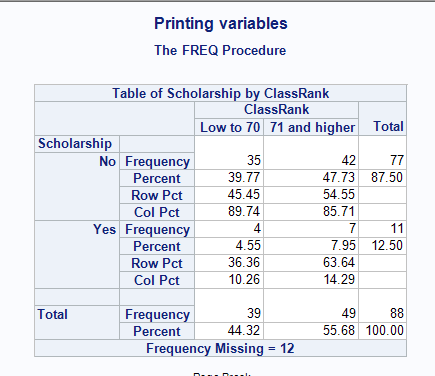 Printing variables
The FREQ Procedure
Table of Scholarship by ClassRank
ClassRank
Low to 70 71 and higher Total
Scholarship
No Frequency 35 42 77
Percent 39.77 47.73 87.50
Row Pct 45.45 54.55
Col Pct 89.74 85.71
Yes Frequency 4 7 11
Percent 4.55 7.95 12.50
Row Pct 36.36 63.64
Col Pct 10.26 14.29
Total Frequency 39 49 88
Percent 44.32 55.68 100.00
Frequency Missing = 12